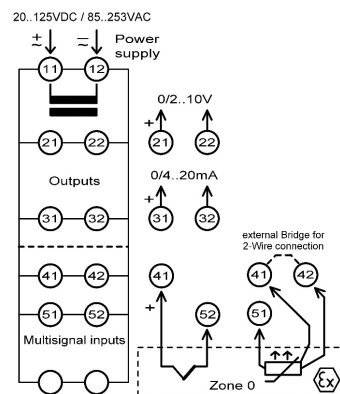 20..125VDC / 85..253VAC
± ~ = ~ Power
supply
11 12
0/2..10V
21 22 + 21 22
Outputs
0/4..20mA
31 32 + 31 32
external Bridge for
2-Wire connection
41 42 41 41 42
51 52 + 52 51
Multisignal inputs
Zone 0
Ex